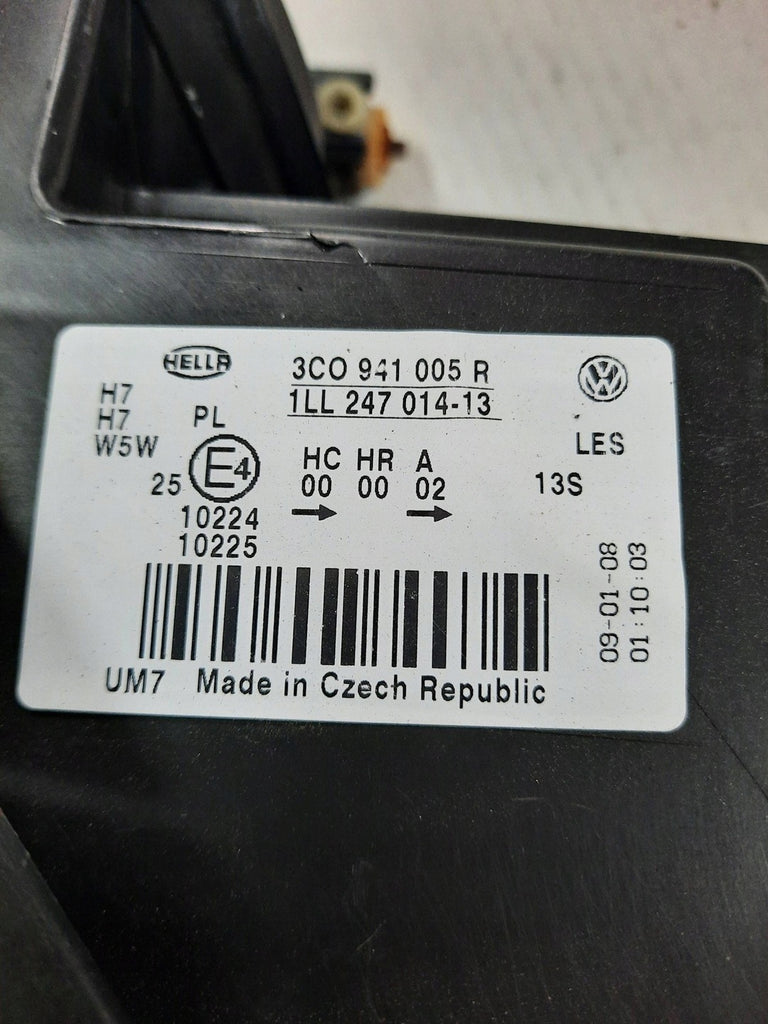 HELLA
3C0 941 005 R
1LL 247 014-13
H7
H7
W5W
PL
LES
25 E4
HC HR A
00 00 02
13S
10224
10225
09-01-08
01:10:03
UM7 Made in Czech Republic